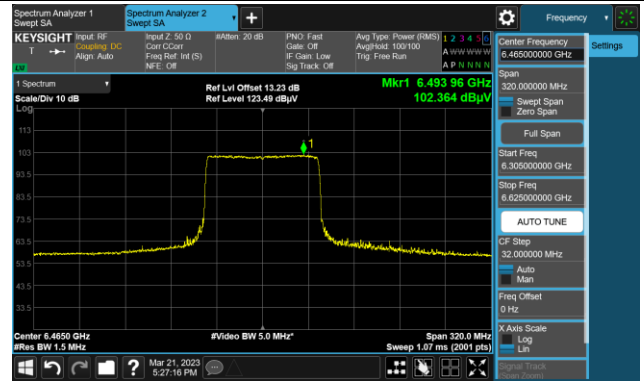 Spectrum Analyzer 1
Swept SA
Spectrum Analyzer 2
Swept SA
Frequency
KEYSIGHT
Input: RF
Coupling: DC
Align: Auto
Input Z: 50 Ω
Corr CCorr
Freq Ref: Int (S)
NFE: Off
#Atten: 20 dB
PNO: Fast
Gate: Off
IF Gain: Low
Sig Track: Off
Avg Type: Power (RMS)
Avg|Hold: 100/100
Trig: Free Run
1 2 3 4 5 6
A W W W W W
A P N N N N
LVI
1 Spectrum
Scale/Div 10 dB
Log
Ref Lvl Offset 13.23 dB
Ref Level 123.49 dBµV
Mkr1 6.493 96 GHz
102.364 dBµV
1
113
103
93.5
83.5
73.5
63.5
53.5
43.5
33.5
Center 6.4650 GHz
#Res BW 1.5 MHz
#Video BW 5.0 MHz*
Span 320.0 MHz
Sweep 1.07 ms (2001 pts)
Mar 21, 2023
5:27:16 PM
Center Frequency
6.465000000 GHz
Settings
Span
320.000000 MHz
Swept Span
Zero Span
Full Span
Start Freq
6.305000000 GHz
Stop Freq
6.625000000 GHz
AUTO TUNE
CF Step
32.000000 MHz
Auto
Man
Freq Offset
0 Hz
X Axis Scale
Log
Lin
Signal Track
(Span Zoom)